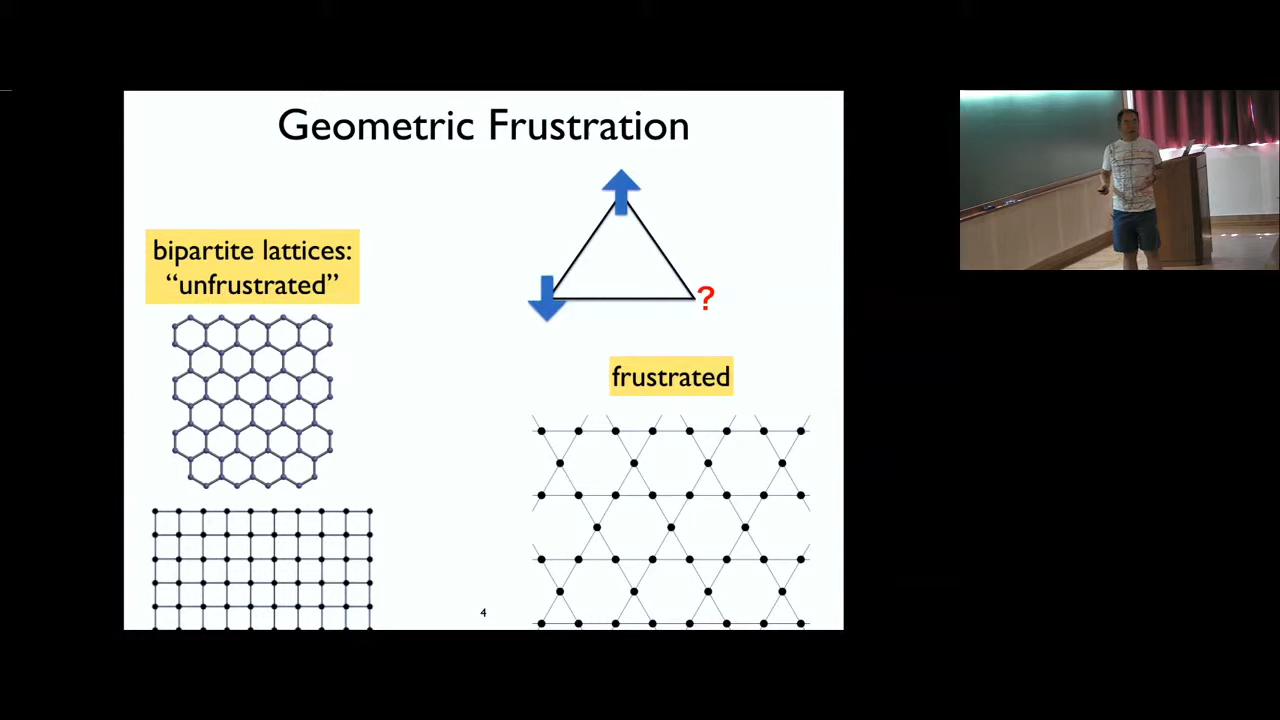 Geometric Frustration
bipartite lattices:
“unfrustrated”
?
frustrated
4